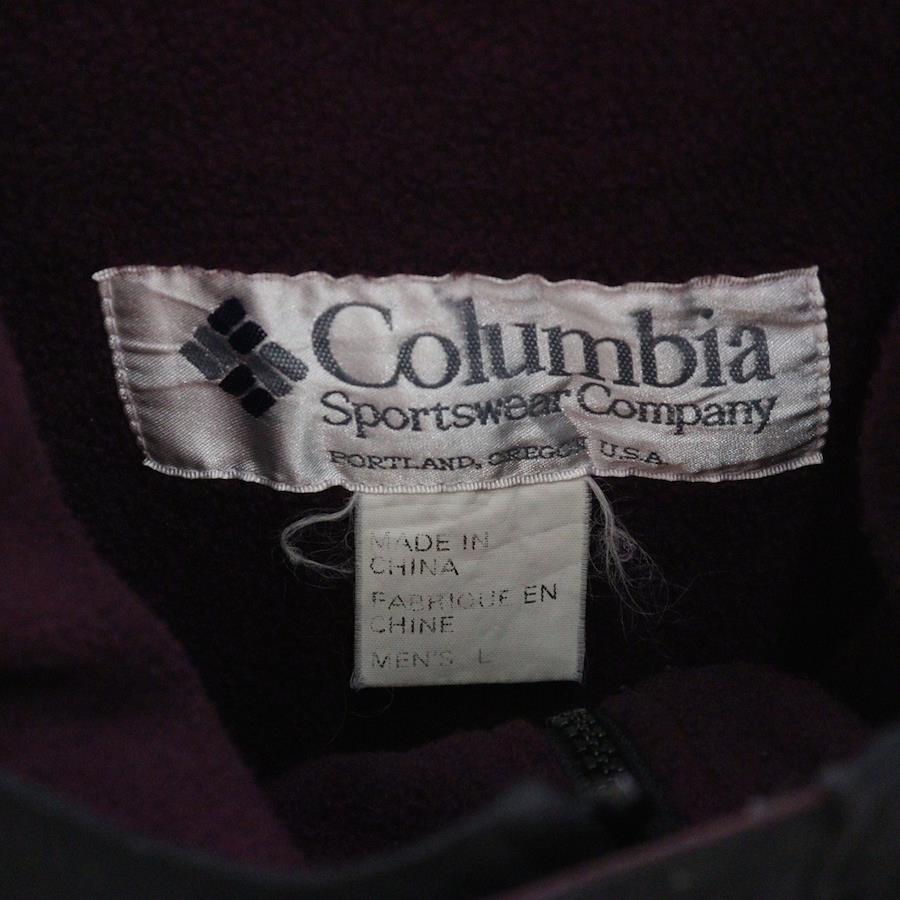 Columbia
Sportswear Company
PORTLAND, OREGON U.S.A.
MADE IN
CHINA
FABRIQUE EN
CHINE
MEN'S L